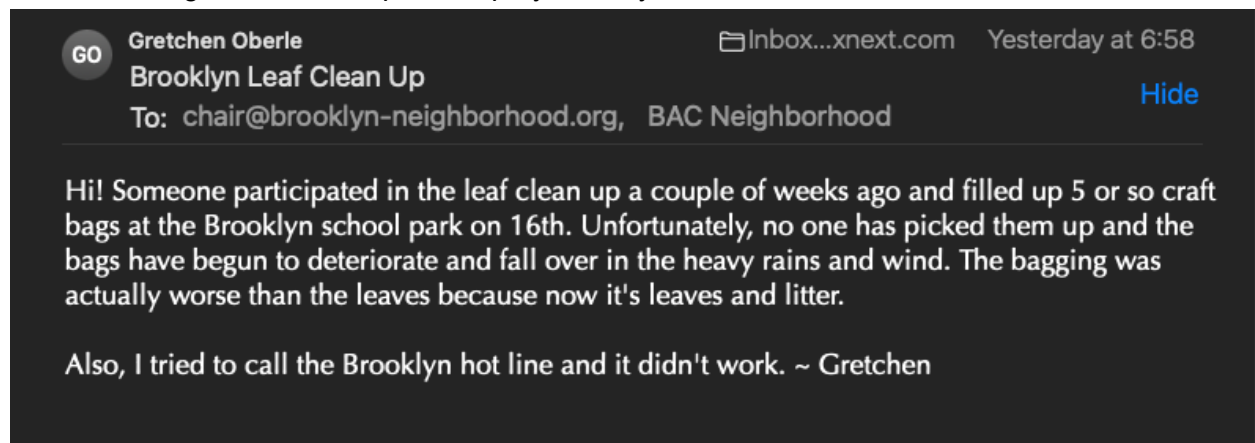 GO
Gretchen Oberle
Inbox...xnext.com
Yesterday at 6:58
Brooklyn Leaf Clean Up
Hide
To: chair@brooklyn-neighborhood.org, BAC Neighborhood
Hi! Someone participated in the leaf clean up a couple of weeks ago and filled up 5 or so craft
bags at the Brooklyn school park on 16th. Unfortunately, no one has picked them up and the
bags have begun to deteriorate and fall over in the heavy rains and wind. The bagging was
actually worse than the leaves because now it's leaves and litter.
Also, I tried to call the Brooklyn hot line and it didn't work. ~ Gretchen